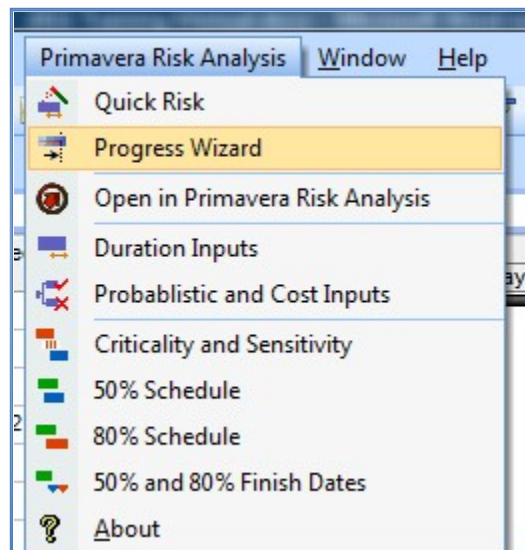 Primavera Risk Analysis Window Help
Quick Risk
Progress Wizard
Open in Primavera Risk Analysis
Duration Inputs
Probablistic and Cost Inputs
Criticality and Sensitivity
50% Schedule
80% Schedule
50% and 80% Finish Dates
About